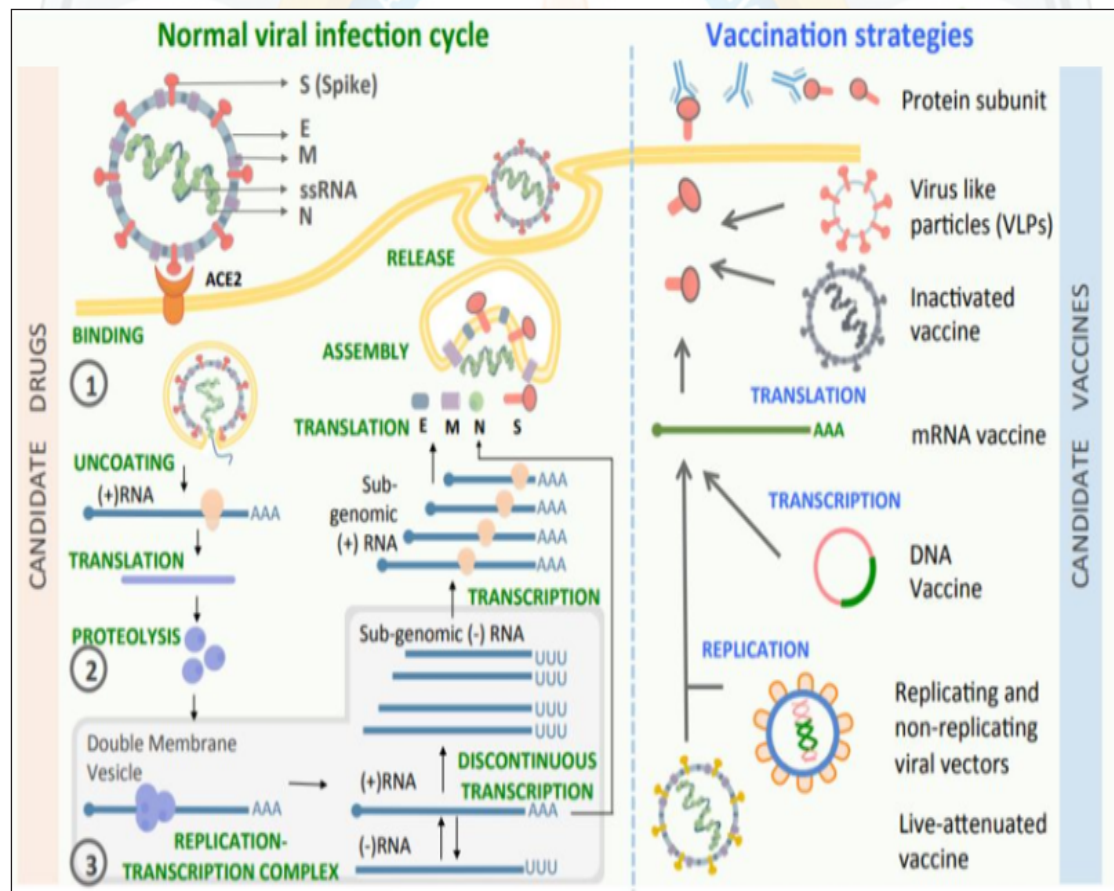 Normal viral infection cycle
CANDIDATE DRUGS
S (Spike)
E
M
ssRNA
N
ACE2
BINDING
1
UNCOATING
(+)RNA
AAA
TRANSLATION
PROTEOLYSIS
2
Double Membrane
Vesicle
AAA
REPLICATION-
TRANSCRIPTION COMPLEX
3
RELEASE
ASSEMBLY
TRANSLATION
E M N S
Sub-
genomic
(+) RNA
AAA
AAA
AAA
AAA
TRANSCRIPTION
Sub-genomic (-) RNA
UUU
UUU
UUU
UUU
DISCONTINUOUS
TRANSCRIPTION
(+)RNA
AAA
(-)RNA
UUU
Vaccination strategies
CANDIDATE VACCINES
Protein subunit
Virus like
particles (VLPs)
Inactivated
vaccine
TRANSLATION
AAA
mRNA vaccine
TRANSCRIPTION
DNA
Vaccine
REPLICATION
Replicating and
non-replicating
viral vectors
Live-attenuated
vaccine